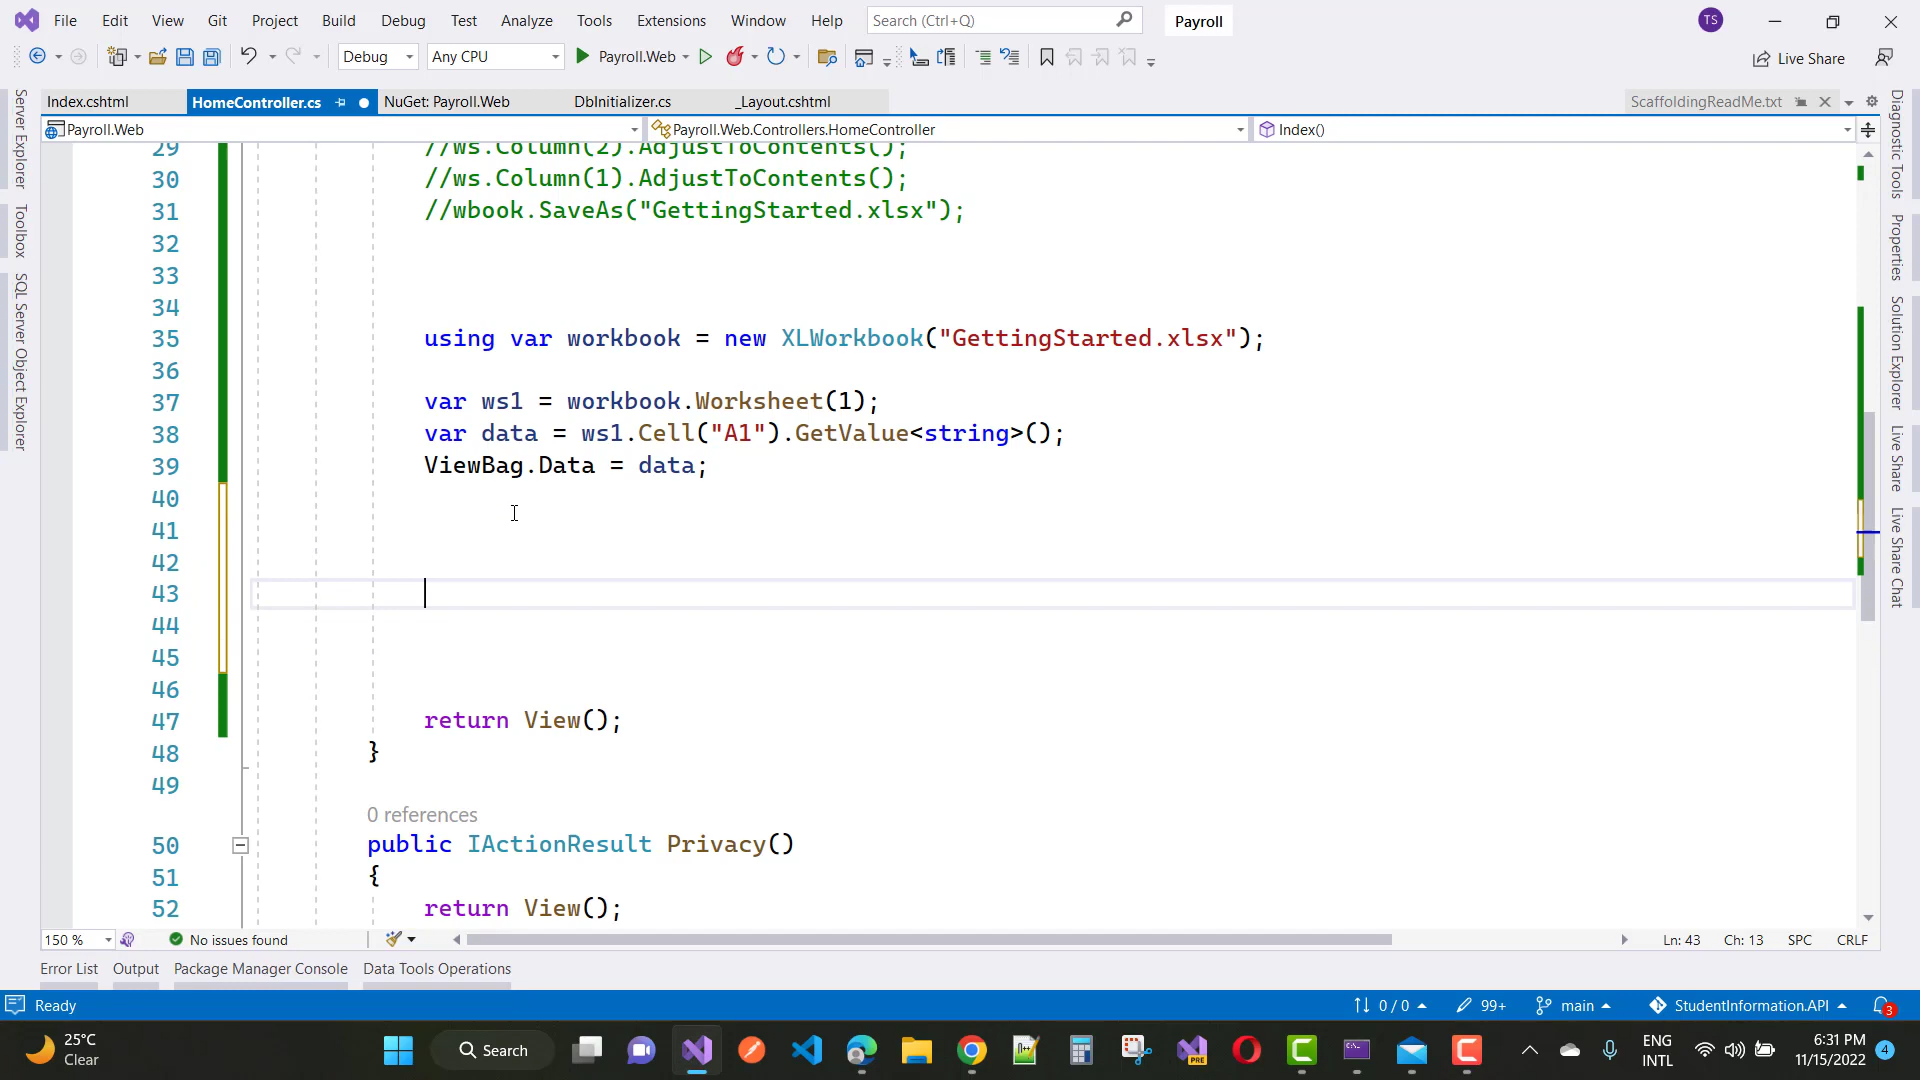 File Edit View Git Project Build Debug Test Analyze Tools Extensions Window Help Search (Ctrl+Q) Payroll TS
Debug Any CPU Payroll.Web Live Share
Index.cshtml HomeController.cs NuGet: Payroll.Web DbInitializer.cs _Layout.cshtml ScaffoldingReadMe.txt
Payroll.Web Payroll.Web.Controllers.HomeController Index()
29 //ws.Column(2).AdjustToContents();
30 //ws.Column(1).AdjustToContents();
31 //wbook.SaveAs("GettingStarted.xlsx");
32
33
34
35 using var workbook = new XLWorkbook("GettingStarted.xlsx");
36
37 var ws1 = workbook.Worksheet(1);
38 var data = ws1.Cell("A1").GetValue<string>();
39 ViewBag.Data = data;
40
41
42
43
44
45
46
47 return View();
48 }
49
0 references
50 public IActionResult Privacy()
51 {
52 return View();
Server Explorer
Toolbox
SQL Server Object Explorer
Diagnostic Tools
Properties
Solution Explorer
Live Share
Live Share Chat
150 % No issues found Ln: 43 Ch: 13 SPC CRLF
Error List Output Package Manager Console Data Tools Operations
Ready 0 / 0 99+ main StudentInformation.API 3
25°C
Clear
Search
PRE
ENG
INTL
6:31 PM
11/15/2022
4